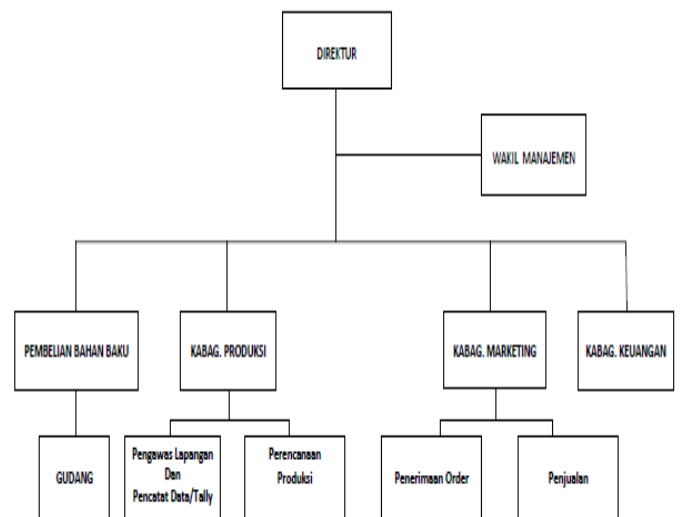 DIREKTUR
WAKIL MANAJEMEN
PEMBELIAN BAHAN BAKU
KABAG. PRODUKSI
KABAG. MARKETING
KABAG. KEUANGAN
GUDANG
Pengawas Lapangan
Dan
Pencatat Data/Tally
Perencanaan
Produksi
Penerimaan Order
Penjualan